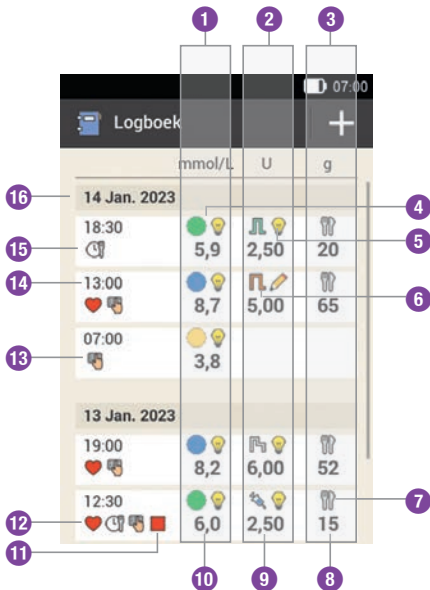 1 2 3
07:00
Logboek
mmol/L U g
16 14 Jan. 2023
4
18:30
15 5,9 2,50 20 5
14 13:00
8,7 5,00 65 6
07:00
13 3,8
13 Jan. 2023
19:00
8,2 6,00 52
12:30 7
12 6,0 2,50 15
11 10 9 8